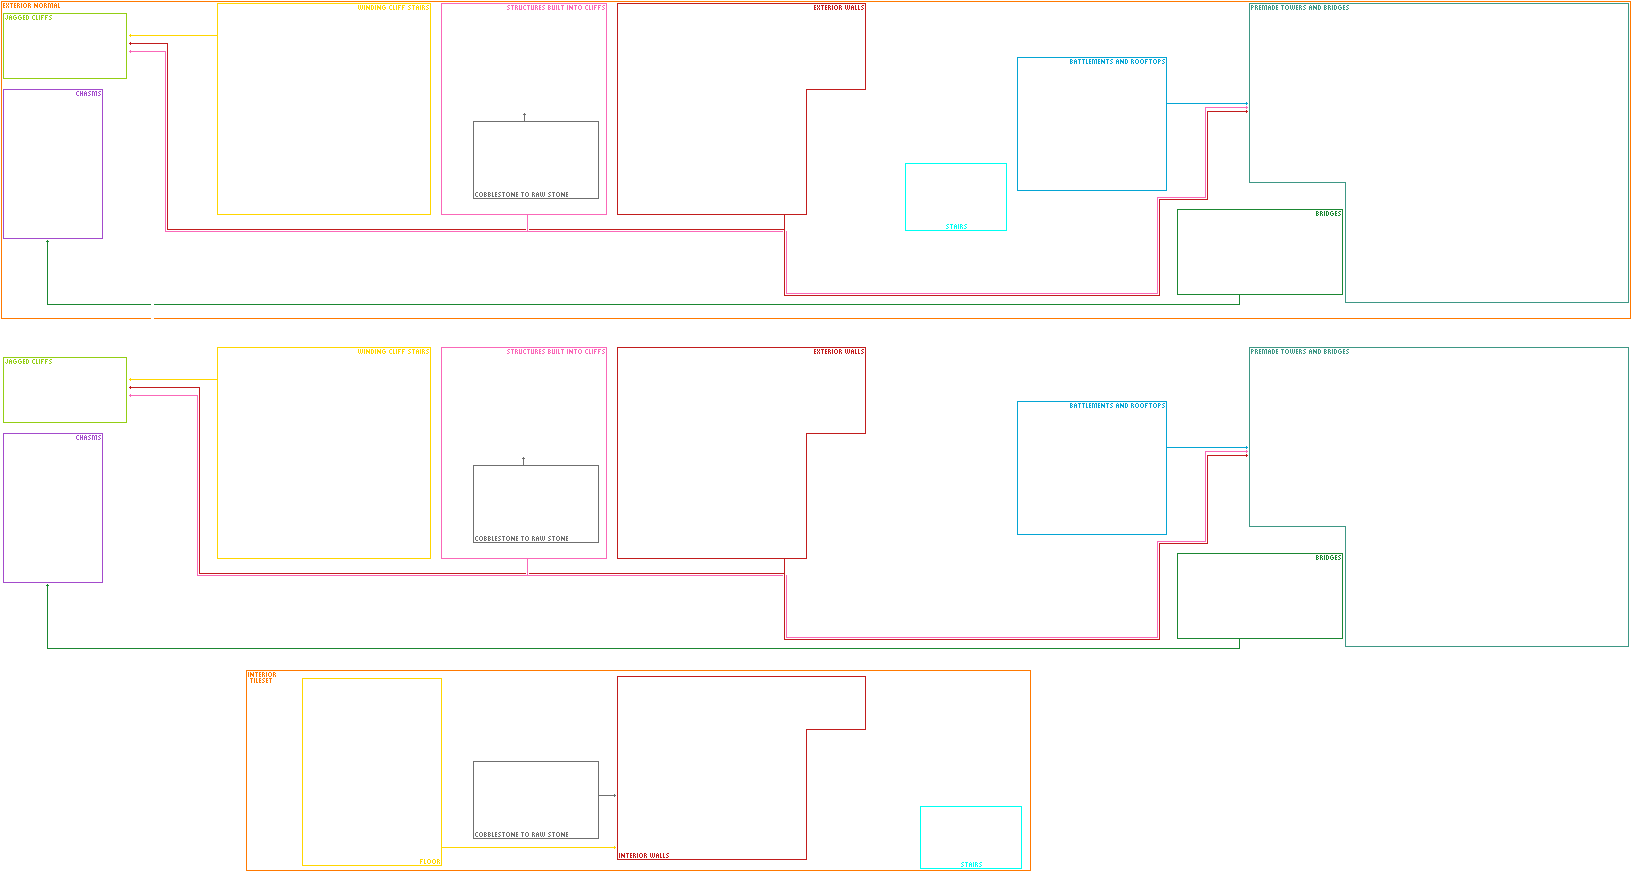 EXTERIOR NORMAL
JAGGED CLIFFS
WINDING CLIFF STAIRS
STRUCTURES BUILT INTO CLIFFS
EXTERIOR WALLS
PREMADE TOWERS AND BRIDGES
BATTLEMENTS AND ROOFTOPS
CHASMS
COBBLESTONE TO RAW STONE
BRIDGES
STAIRS
JAGGED CLIFFS
WINDING CLIFF STAIRS
STRUCTURES BUILT INTO CLIFFS
EXTERIOR WALLS
PREMADE TOWERS AND BRIDGES
BATTLEMENTS AND ROOFTOPS
CHASMS
COBBLESTONE TO RAW STONE
BRIDGES
INTERIOR
TILESET
COBBLESTONE TO RAW STONE
INTERIOR WALLS
FLOOR
STAIRS